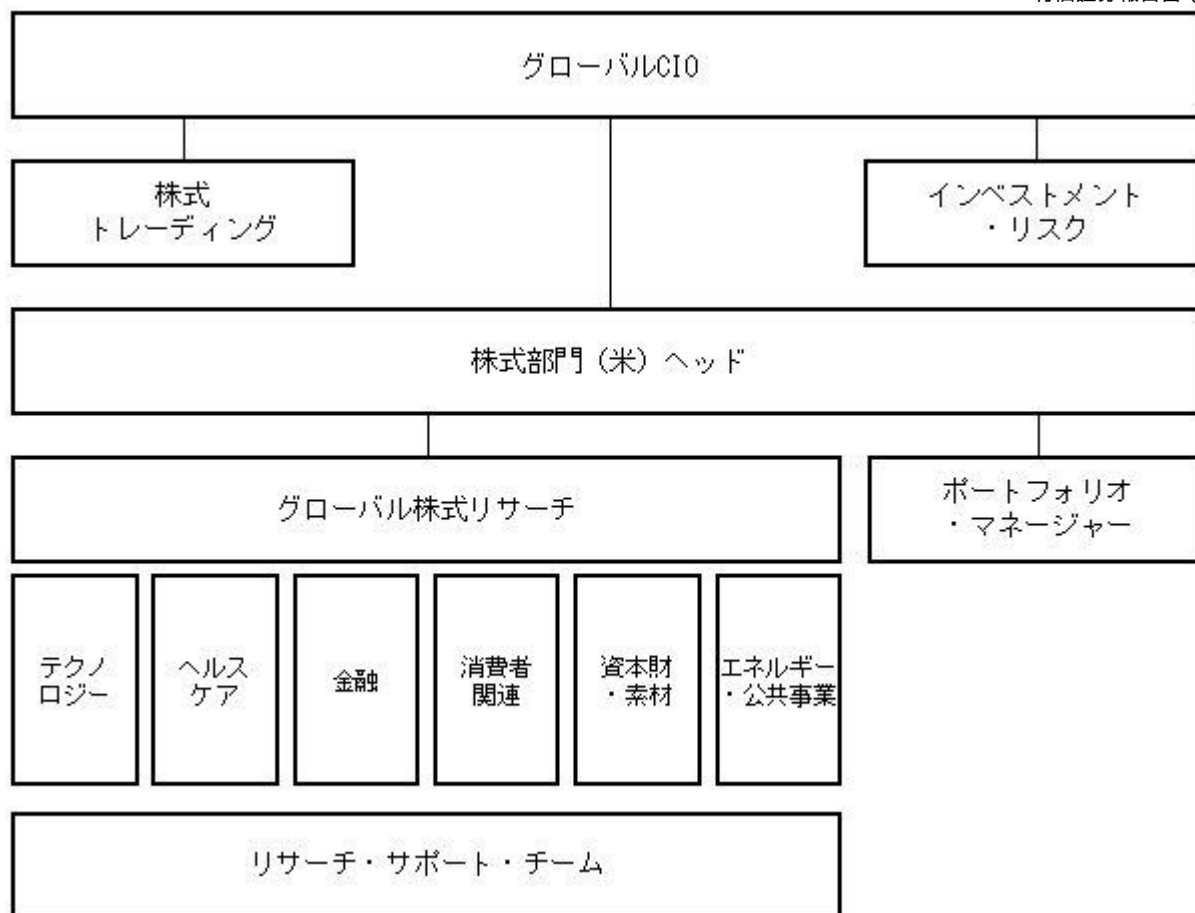 グローバルCIO
株式
トレーディング
インベストメント
・リスク
株式部門（米）ヘッド
グローバル株式リサーチ
ポートフォリオ
・マネージャー
テクノ
ロジー
ヘルス
ケア
金融
消費者
関連
資本財
・素材
エネルギー
・公共事業
リサーチ・サポート・チーム